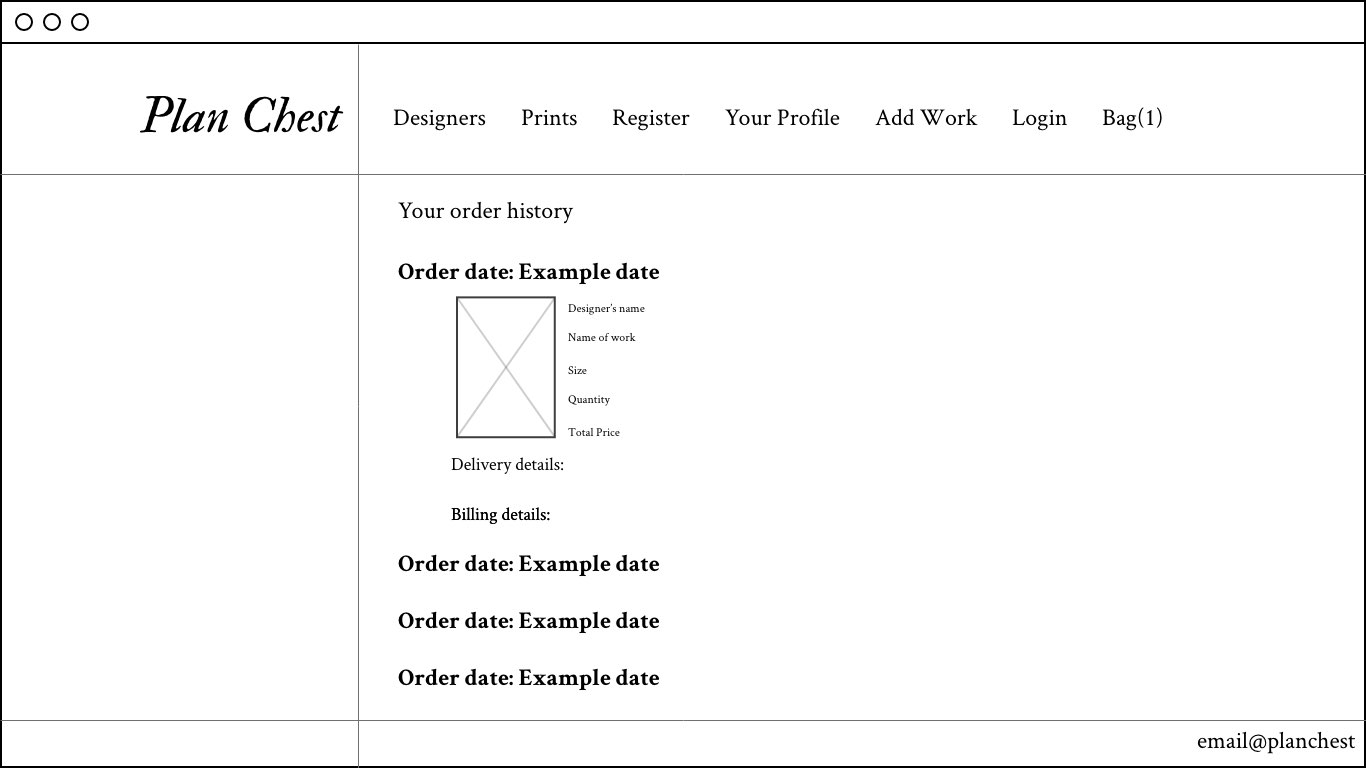 Plan Chest
Designers Prints Register Your Profile Add Work Login Bag(1)
Your order history
Order date: Example date
Designer's name
Name of work
Size
Quantity
Total Price
Delivery details:
Billing details:
Order date: Example date
Order date: Example date
Order date: Example date
email@planchest